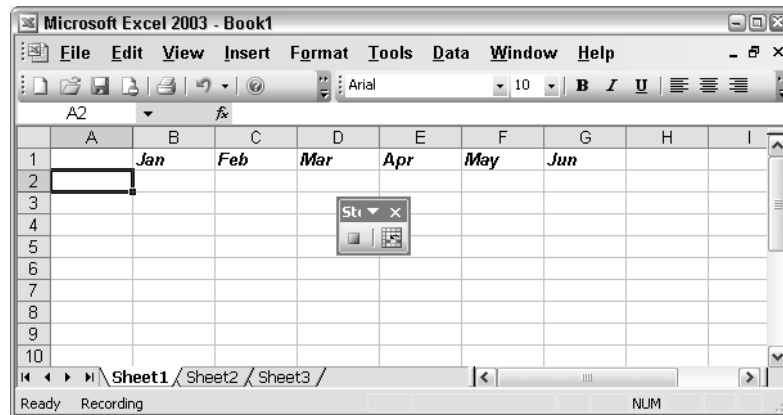 Microsoft Excel 2003 - Book1
File Edit View Insert Format Tools Data Window Help
Arial 10 B I U
A2 fx
A B C D E F G H I
1 Jan Feb Mar Apr May Jun
2
3
Sto
4
5
6
7
8
9
10
Sheet1 / Sheet2 / Sheet3 /
Ready Recording NUM